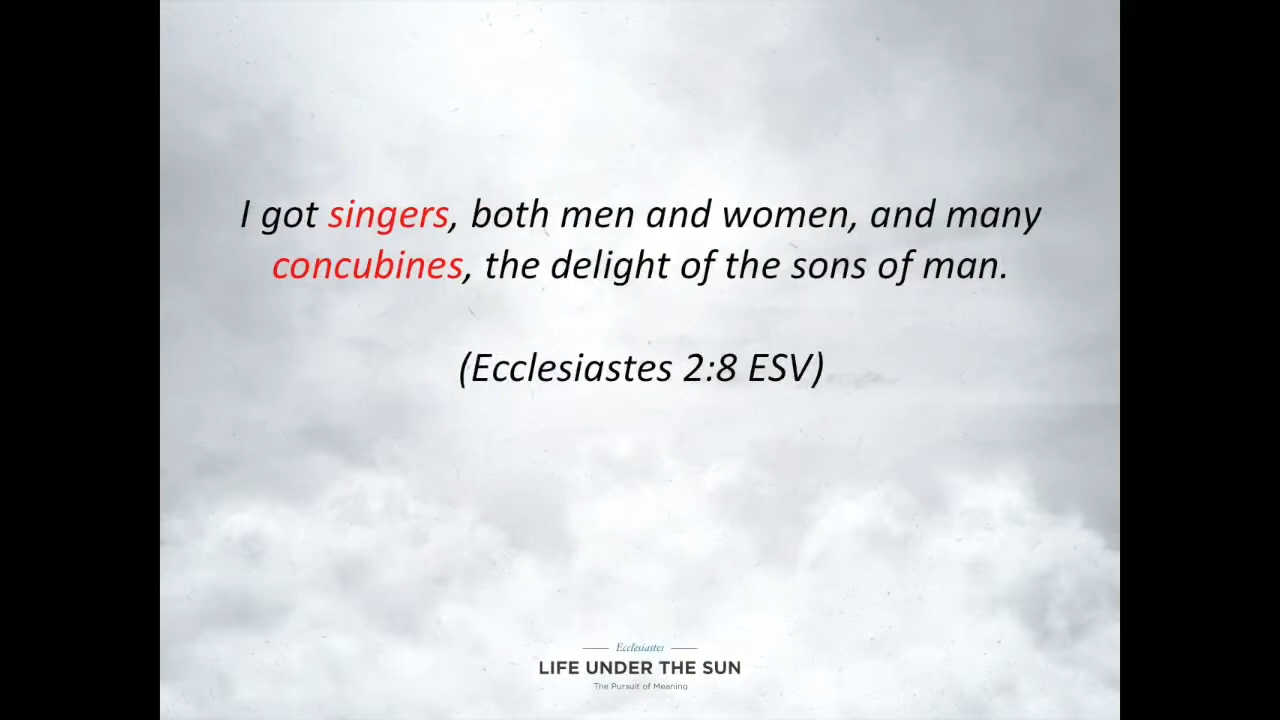 I got singers, both men and women, and many
concubines, the delight of the sons of man.
(Ecclesiastes 2:8 ESV)
Ecclesiastes
LIFE UNDER THE SUN
The Pursuit of Meaning